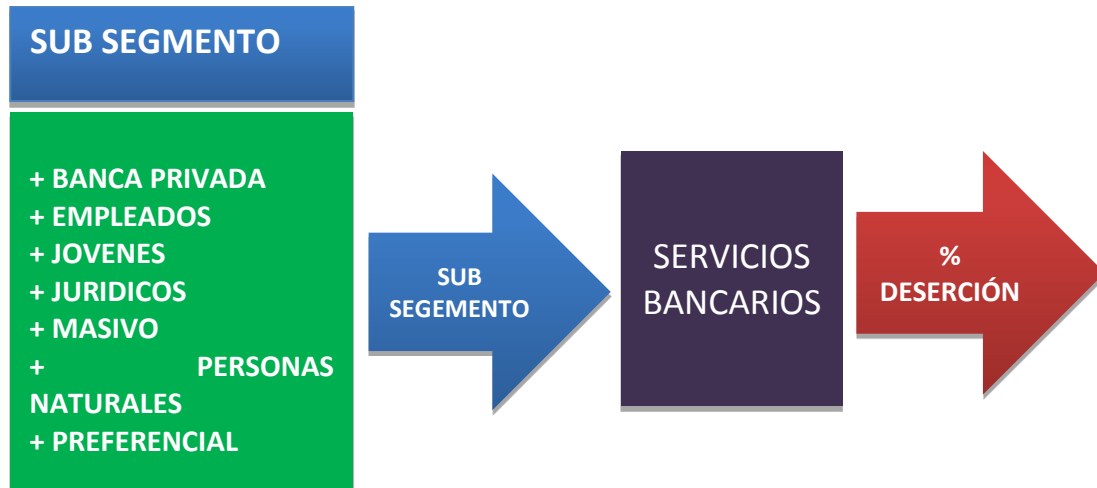 SUB SEGMENTO
+ BANCA PRIVADA
+ EMPLEADOS
+ JOVENES
+ JURIDICOS
+ MASIVO
+ PERSONAS
NATURALES
+ PREFERENCIAL
SUB
SEGEMENTO
SERVICIOS
BANCARIOS
%
DESERCIÓN